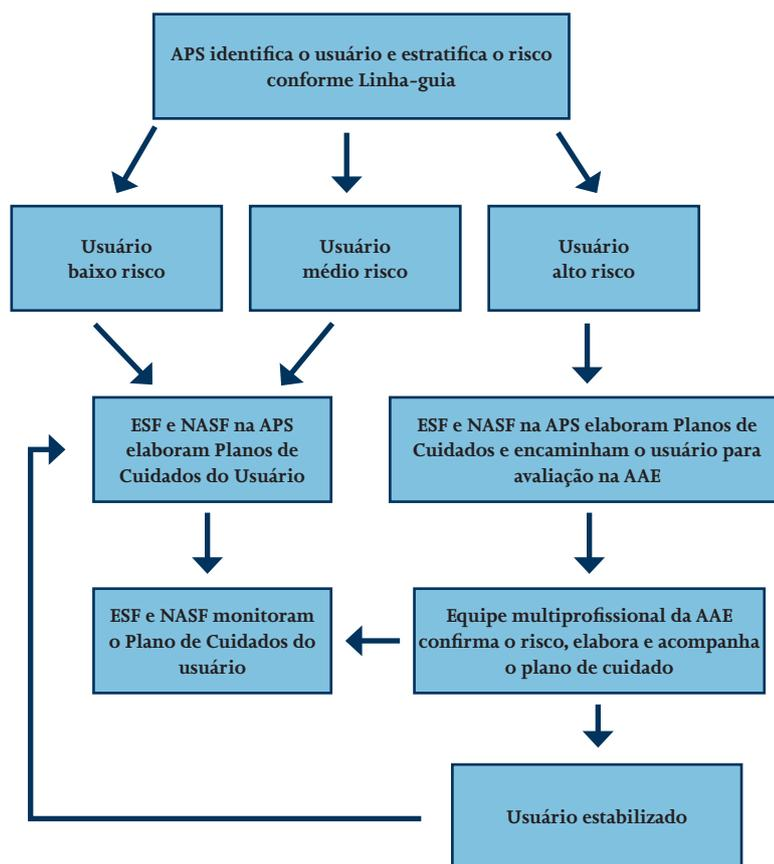 APS identifica o usuário e estratifica o risco
conforme Linha-guia
Usuário
baixo risco
Usuário
médio risco
Usuário
alto risco
ESF e NASF na APS
elaboram Planos de
Cuidados do Usuário
ESF e NASF na APS elaboram Planos de
Cuidados e encaminham o usuário para
avaliação na AAE
ESF e NASF monitoram
o Plano de Cuidados do
usuário
Equipe multiprofissional da AAE
confirma o risco, elabora e acompanha
o plano de cuidado
Usuário estabilizado